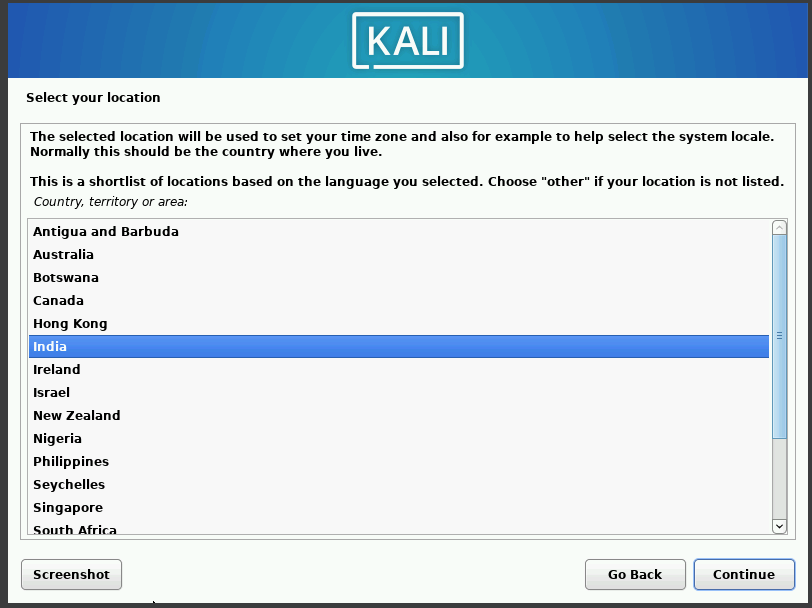 KALI
Select your location
The selected location will be used to set your time zone and also for example to help select the system locale.
Normally this should be the country where you live.
This is a shortlist of locations based on the language you selected. Choose "other" if your location is not listed.
Country, territory or area:
Antigua and Barbuda
Australia
Botswana
Canada
Hong Kong
India
Ireland
Israel
New Zealand
Nigeria
Philippines
Seychelles
Singapore
South Africa
Screenshot
Go Back
Continue